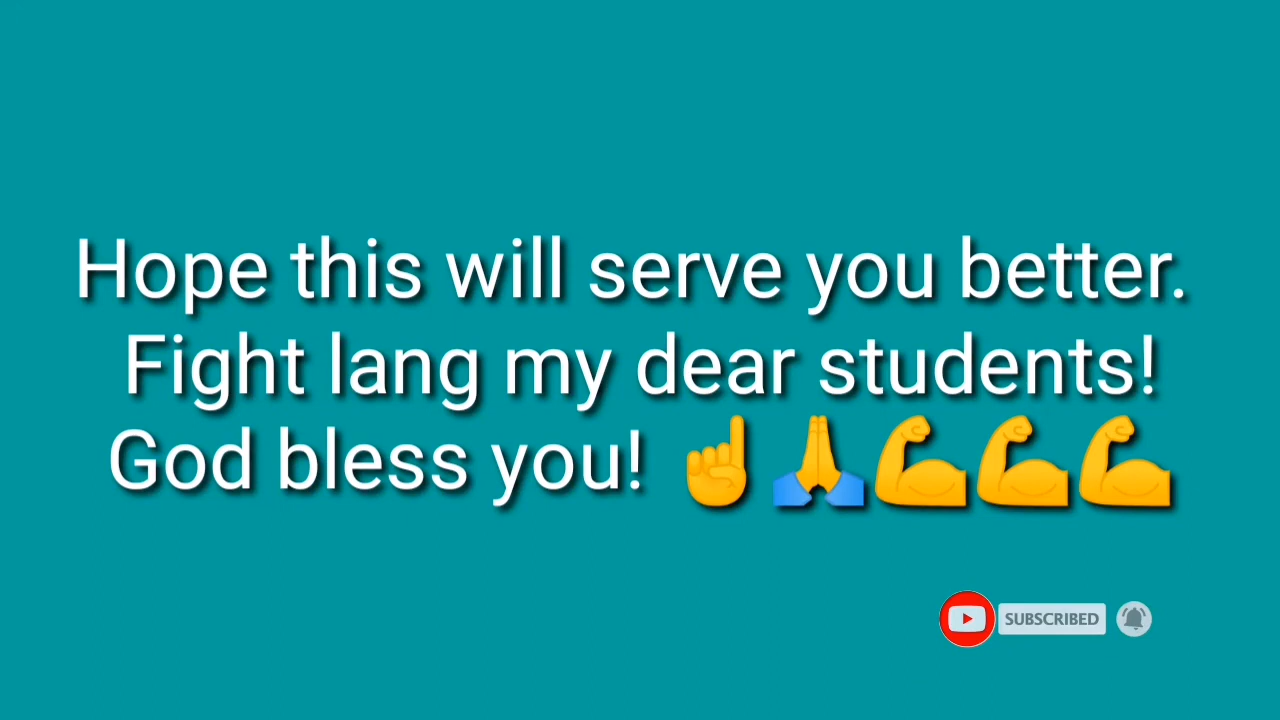 Hope this will serve you better.
Fight lang my dear students!
God bless you! ☝🙏💪💪💪
SUBSCRIBED